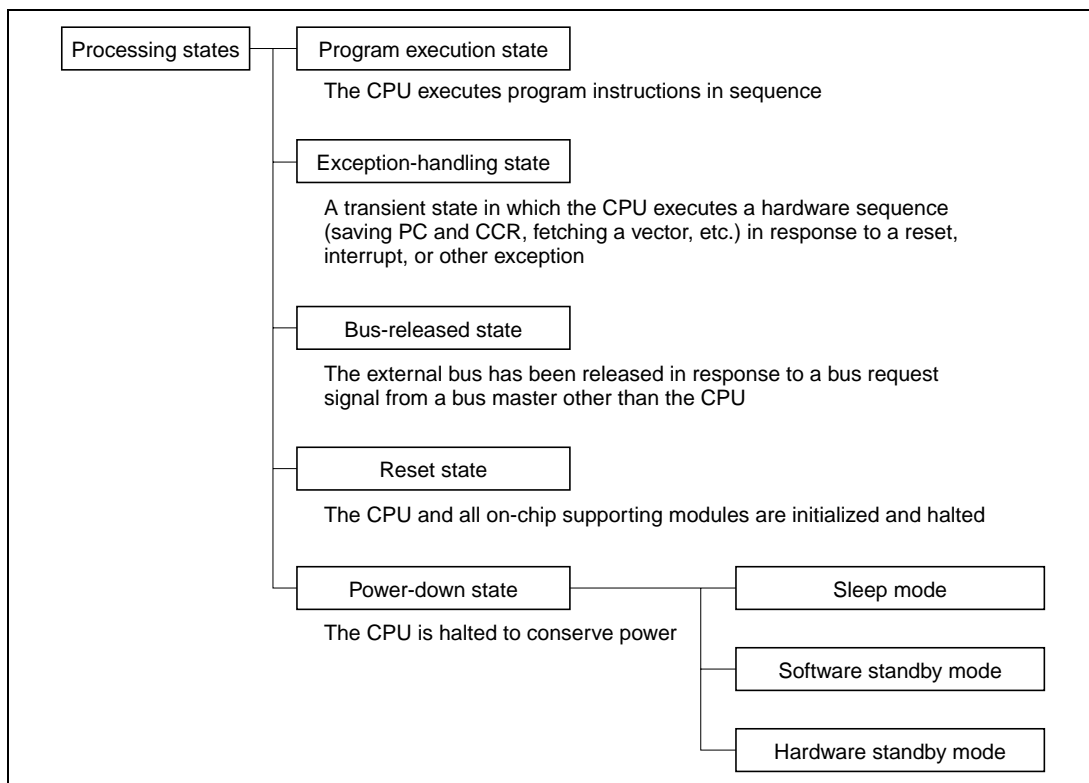 Processing states
Program execution state
The CPU executes program instructions in sequence
Exception-handling state
A transient state in which the CPU executes a hardware sequence
(saving PC and CCR, fetching a vector, etc.) in response to a reset,
interrupt, or other exception
Bus-released state
The external bus has been released in response to a bus request
signal from a bus master other than the CPU
Reset state
The CPU and all on-chip supporting modules are initialized and halted
Power-down state
Sleep mode
The CPU is halted to conserve power
Software standby mode
Hardware standby mode